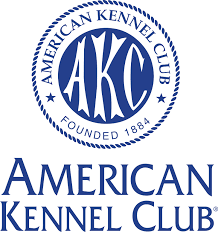 AMERICAN KENNEL CLUB
AKC
FOUNDED 1884
AMERICAN
KENNEL CLUB®